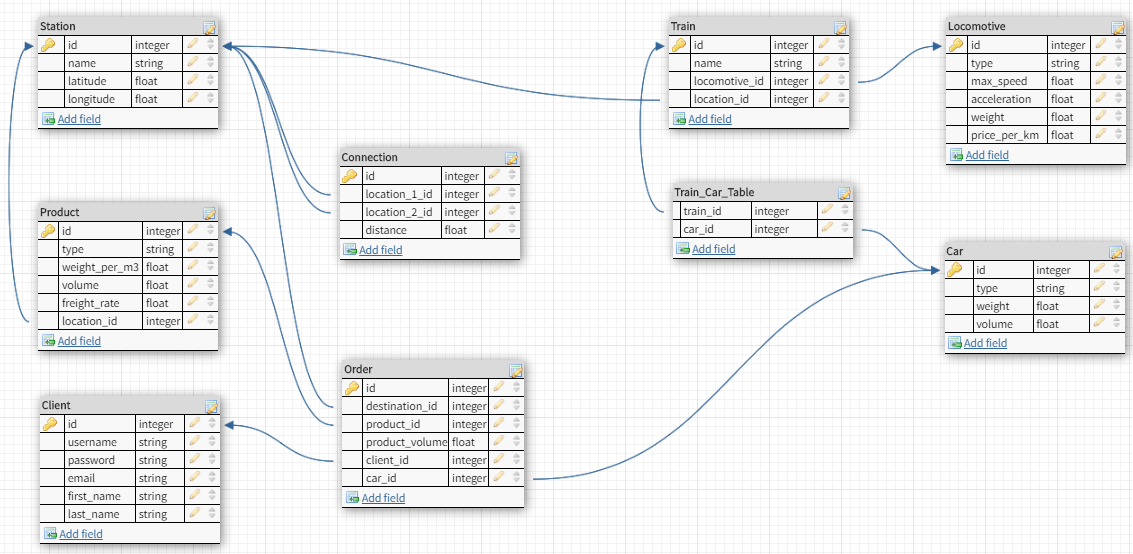 Station
id integer
name string
latitude float
longitude float
Add field
Train
id integer
name string
locomotive_id integer
location_id integer
Add field
Locomotive
id integer
type string
max_speed float
acceleration float
weight float
price_per_km float
Add field
Connection
id integer
location_1_id integer
location_2_id integer
distance float
Add field
Train_Car_Table
train_id integer
car_id integer
Add field
Product
id integer
type string
weight_per_m3 float
volume float
freight_rate float
location_id integer
Add field
Car
id integer
type string
weight float
volume float
Add field
Order
id integer
destination_id integer
product_id integer
product_volume float
client_id integer
car_id integer
Add field
Client
id integer
username string
password string
email string
first_name string
last_name string
Add field